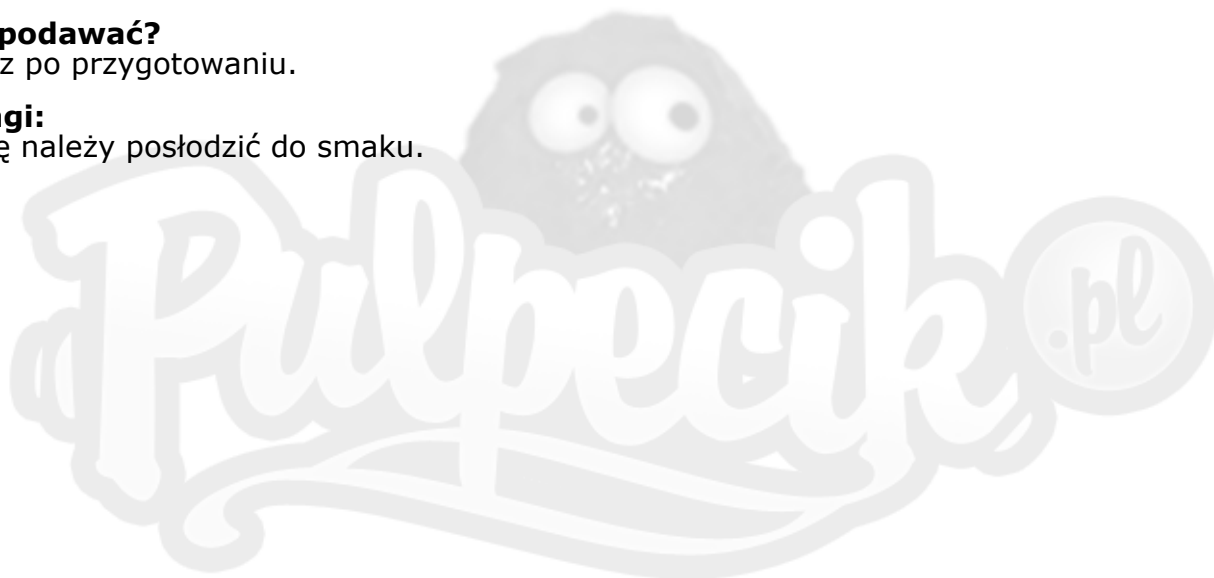 podawać?
z po przygotowaniu.
gi:
ę należy posłodzić do smaku.
Pulpecik .pl